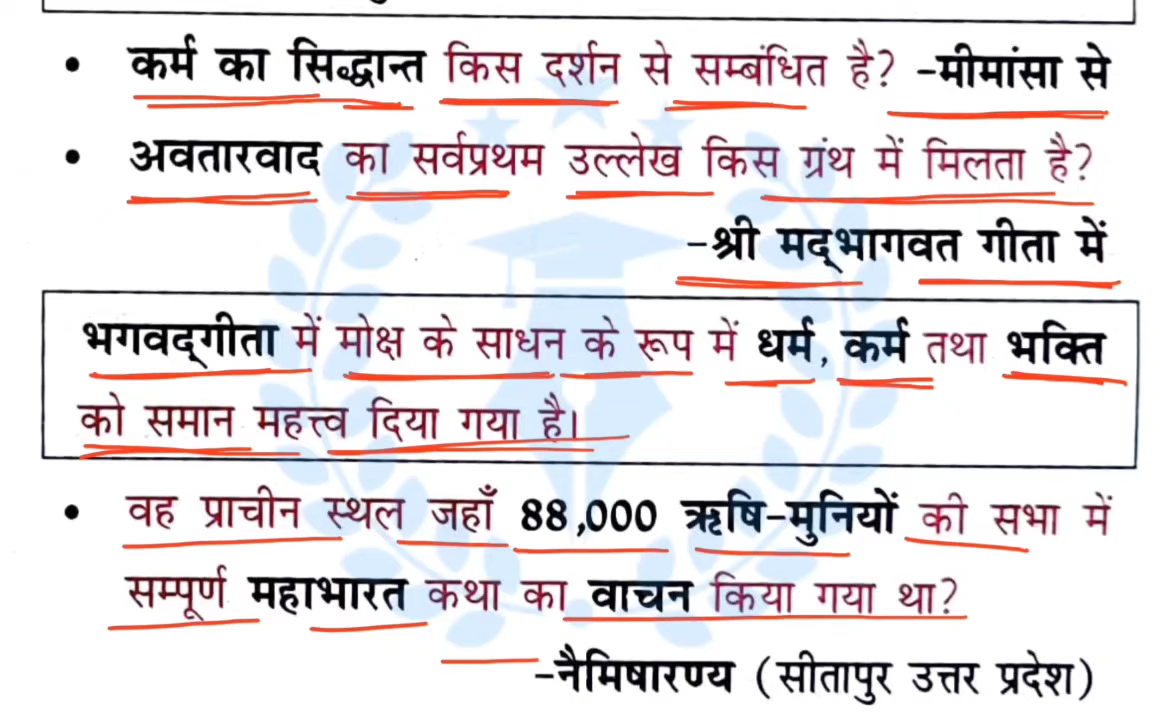 • कर्म का सिद्धान्त किस दर्शन से सम्बंधित है? -मीमांसा से
• अवतारवाद का सर्वप्रथम उल्लेख किस ग्रंथ में मिलता है?
-श्री मद्‌भागवत गीता में
भगवद्‌गीता में मोक्ष के साधन के रूप में धर्म, कर्म तथा भक्ति
को समान महत्त्व दिया गया है।
• वह प्राचीन स्थल जहाँ 88,000 ऋषि-मुनियों की सभा में
सम्पूर्ण महाभारत कथा का वाचन किया गया था?
-नैमिषारण्य (सीतापुर उत्तर प्रदेश)